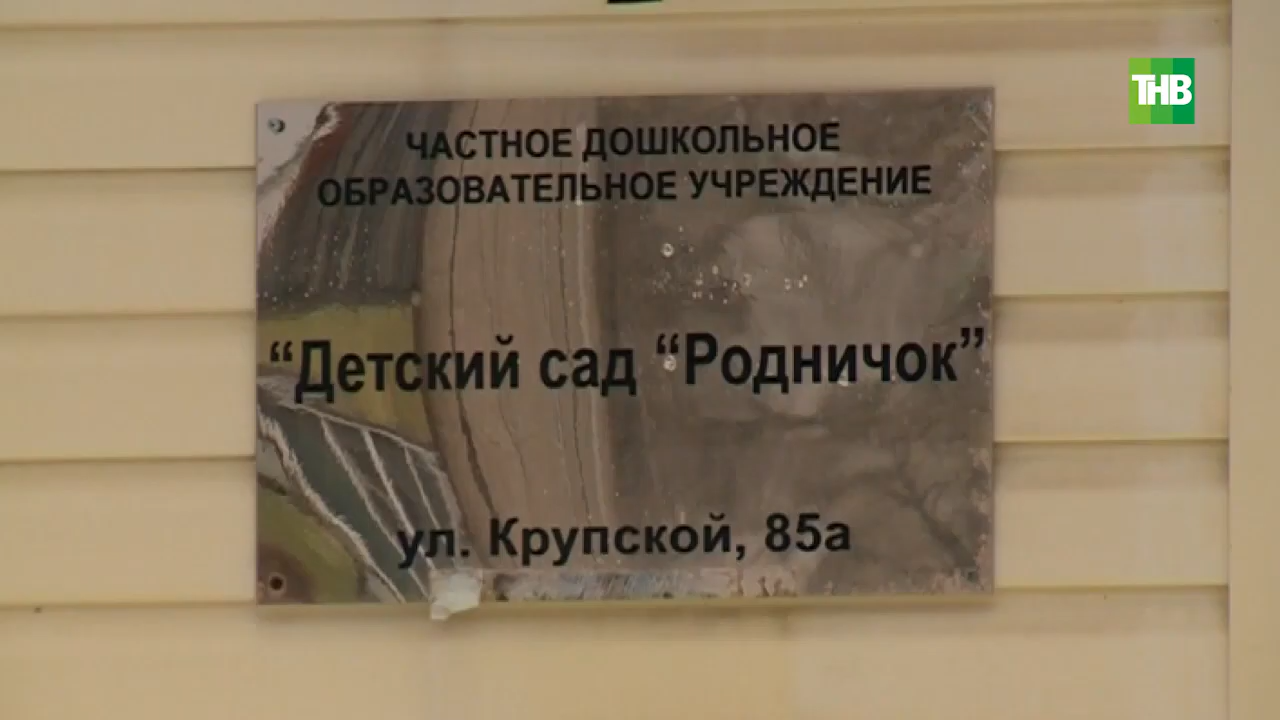 ТНВ
ЧАСТНОЕ ДОШКОЛЬНОЕ
ОБРАЗОВАТЕЛЬНОЕ УЧРЕЖДЕНИЕ
“Детский сад “Родничок”
ул. Крупской, 85а